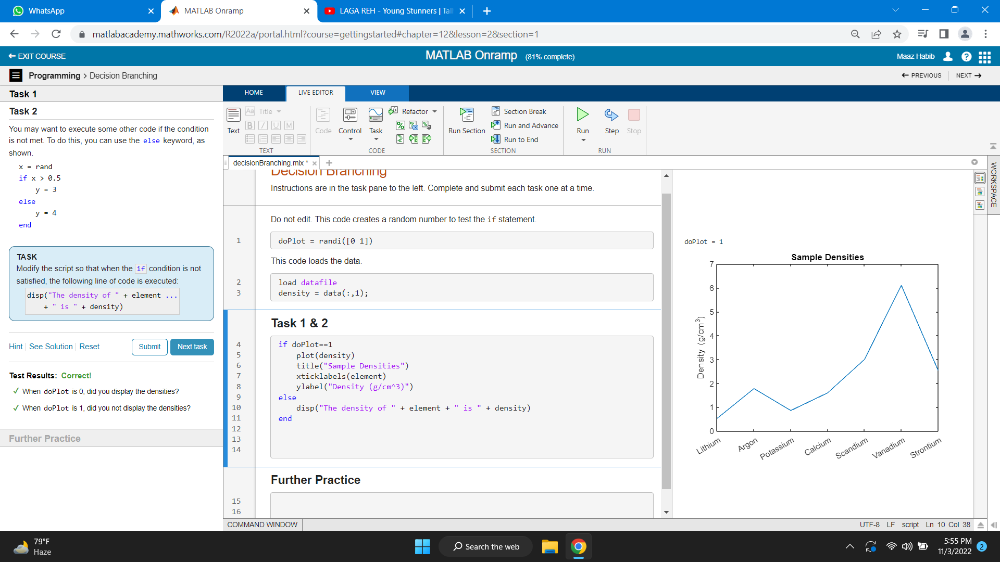 WhatsApp
MATLAB Onramp
LAGA REH - Young Stunners | Tal
matlabacademy.mathworks.com/R2022a/portal.html?course=gettingstarted#chapter=12&lesson=2&section=1
EXIT COURSE
MATLAB Onramp (81% complete)
Maaz Habib
Programming > Decision Branching
PREVIOUS
NEXT
Task 1
Task 2
You may want to execute some other code if the condition
is not met. To do this, you can use the else keyword, as
shown.
x = rand
if x > 0.5
y = 3
else
y = 4
end
TASK
Modify the script so that when the if condition is not
satisfied, the following line of code is executed:
disp("The density of " + element ...
+ " is " + density)
Hint
See Solution
Reset
Submit
Next task
Test Results: Correct!
When doPlot is 0, did you display the densities?
When doPlot is 1, did you not display the densities?
Further Practice
HOME
LIVE EDITOR
VIEW
Text
Aa Title
B I U M
TEXT
Code
Control
Task
Refactor
CODE
Run Section
Section Break
Run and Advance
Run to End
SECTION
Run
Step
Stop
RUN
decisionBranching.mlx *
WORKSPACE
Decision Branching
Instructions are in the task pane to the left. Complete and submit each task one at a time.
Do not edit. This code creates a random number to test the if statement.
1 doPlot = randi([0 1])
This code loads the data.
2 load datafile
3 density = data(:,1);
Task 1 & 2
4 if doPlot==1
5 plot(density)
6 title("Sample Densities")
7 xticklabels(element)
8 ylabel("Density (g/cm^3)")
9 else
10 disp("The density of " + element + " is " + density)
11 end
12
13
14
Further Practice
15
16
doPlot = 1
Sample Densities
Density (g/cm3)
7
6
5
4
3
2
1
0
Lithium
Argon
Potassium
Calcium
Scandium
Vanadium
Strontium
COMMAND WINDOW
UTF-8 LF script Ln 10 Col 38
79°F
Haze
Search the web
5:55 PM
11/3/2022
2